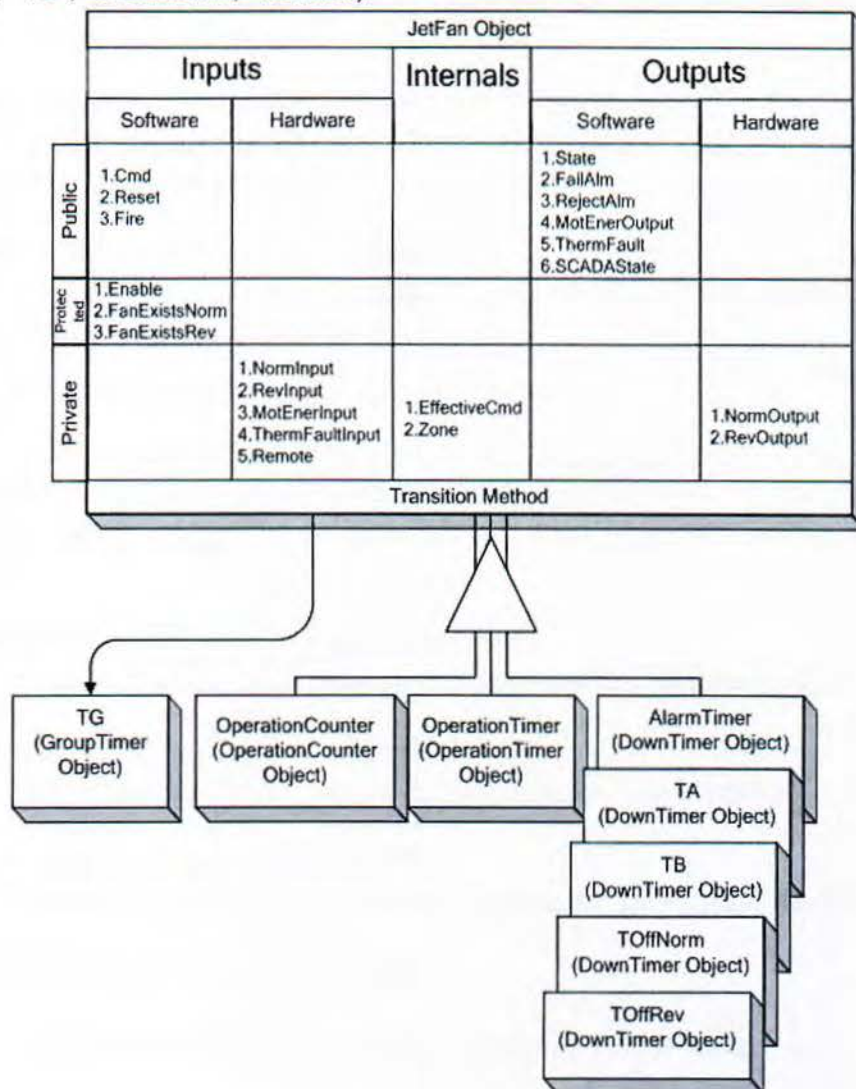 JetFan Object
Inputs
Internals
Outputs
Software
Hardware
Software
Hardware
Public
1.Cmd
2.Reset
3.Fire
1.State
2.FailAlm
3.RejectAlm
4.MotEnerOutput
5.ThermFault
6.SCADAState
Protec
ted
1.Enable
2.FanExistsNorm
3.FanExistsRev
Private
1.NormInput
2.RevInput
3.MotEnerInput
4.ThermFaultInput
5.Remote
1.EffectiveCmd
2.Zone
1.NormOutput
2.RevOutput
Transition Method
TG
(GroupTimer
Object)
OperationCounter
(OperationCounter
Object)
OperationTimer
(OperationTimer
Object)
AlarmTimer
(DownTimer Object)
TA
(DownTimer Object)
TB
(DownTimer Object)
TOffNorm
(DownTimer Object)
TOffRev
(DownTimer Object)